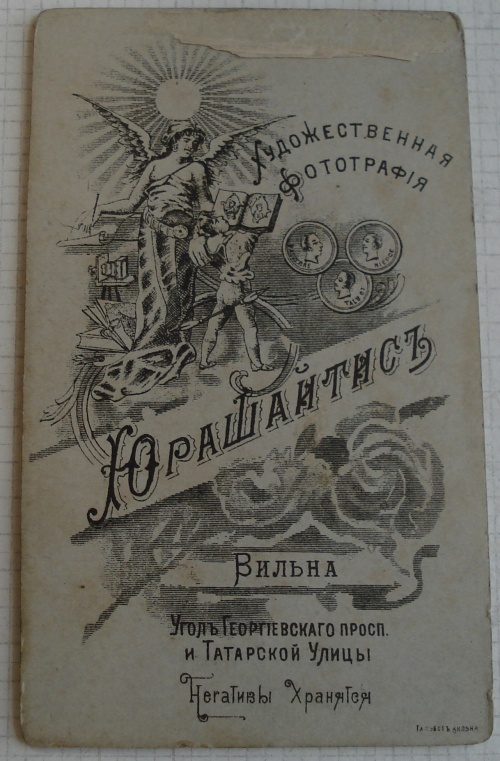 Художественная
Фотографія
Юрашайтисъ
Вильна
Уголъ Георгіевскаго просп.
и Татарской Улицы
Негативы Хранятся